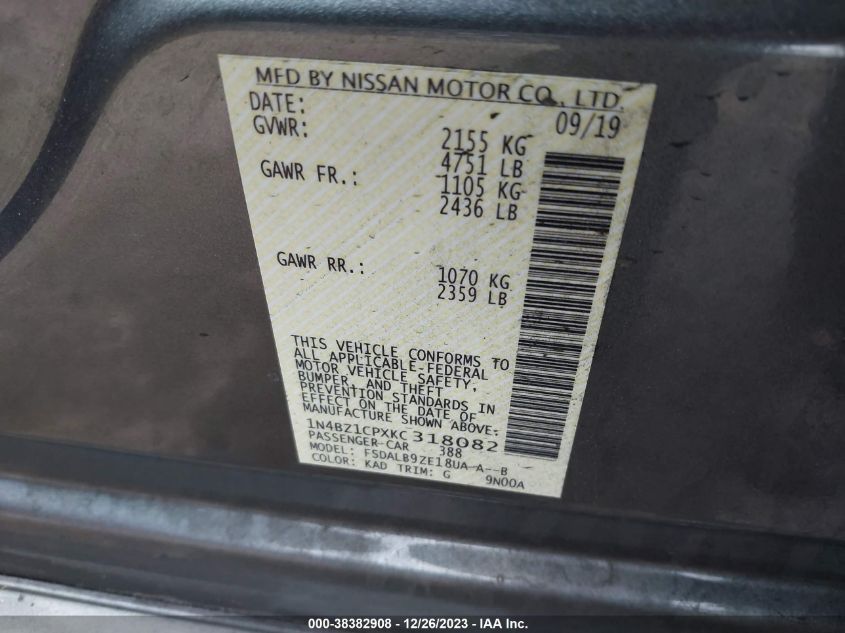 MFD BY NISSAN MOTOR CO., LTD.
DATE: 09/19
GVWR: 2155 KG
4751 LB
GAWR FR.: 1105 KG
2436 LB
GAWR RR.: 1070 KG
2359 LB
THIS VEHICLE CONFORMS TO
ALL APPLICABLE-FEDERAL
MOTOR VEHICLE SAFETY,
BUMPER, AND THEFT
PREVENTION STANDARDS IN
EFFECT ON THE DATE OF
MANUFACTURE SHOWN ABOVE.
1N4BZ1CPXKC318082
PASSENGER-CAR 388
MODEL: FSDALB9ZE18UA-A--B
COLOR: KAD TRIM: G 9N00A
000-38382908 - 12/26/2023 - IAA Inc.